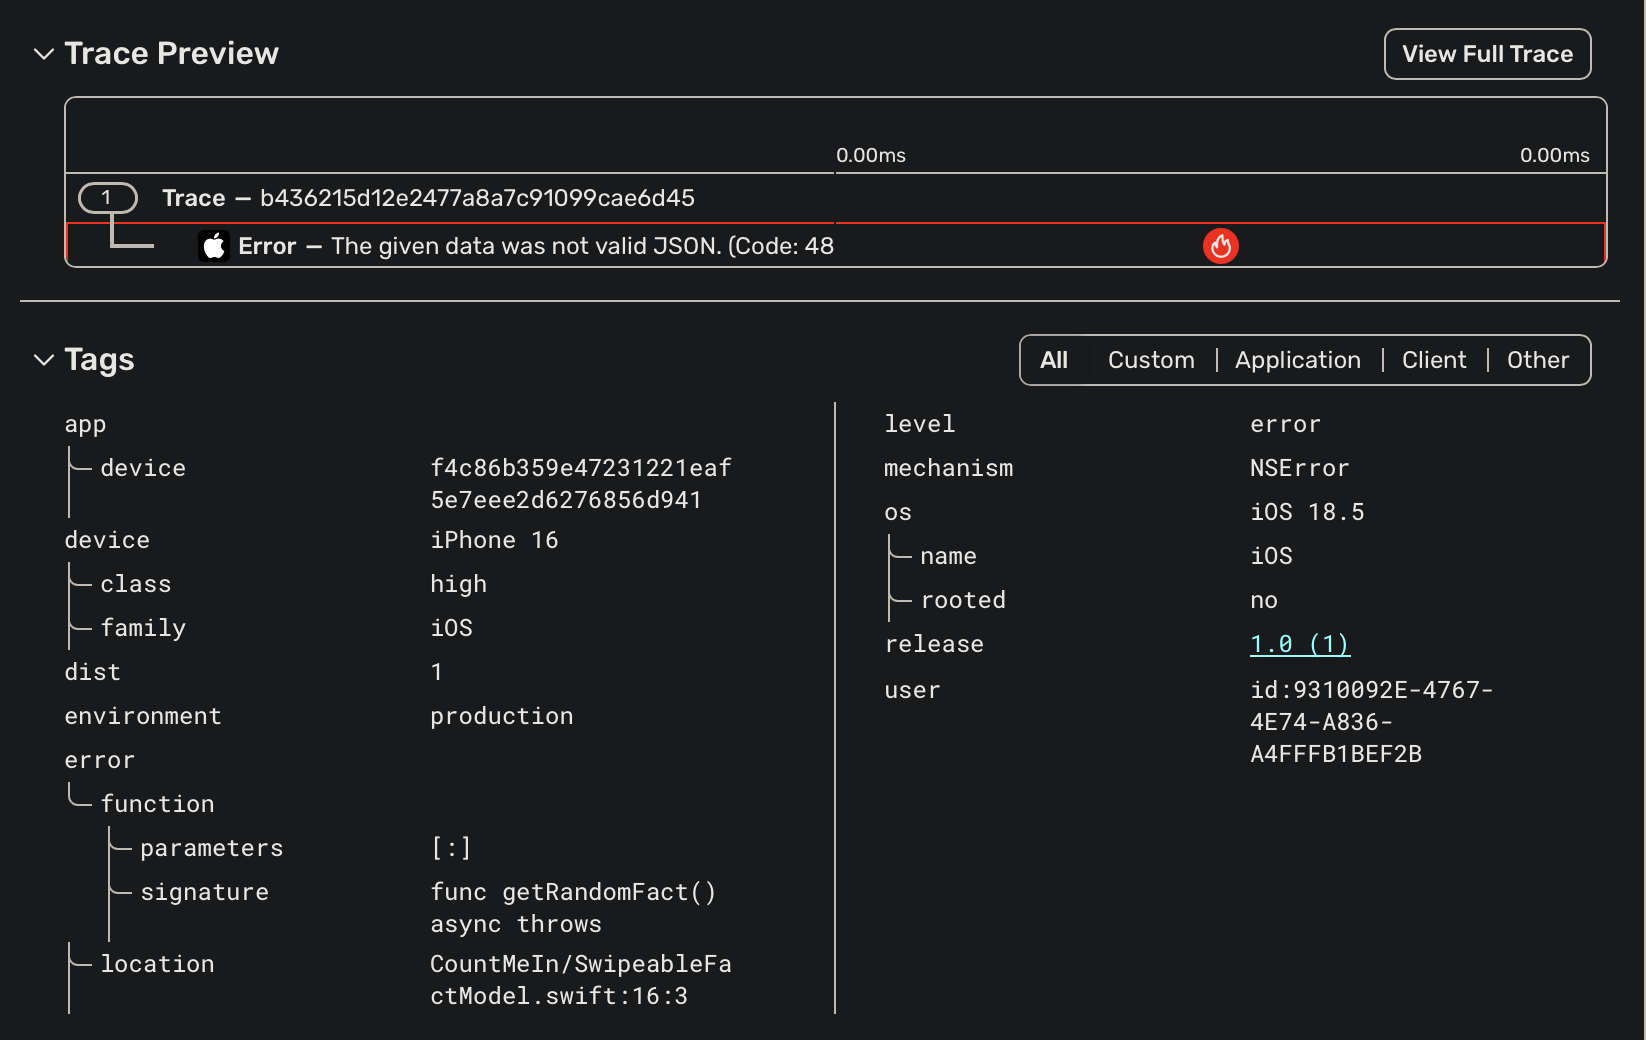 Trace Preview
View Full Trace
0.00ms 0.00ms
1 Trace — b436215d12e2477a8a7c91099cae6d45
Error — The given data was not valid JSON. (Code: 48
Tags
All Custom | Application | Client | Other
app
device f4c86b359e47231221eaf
5e7eee2d6276856d941
device iPhone 16
class high
family iOS
dist 1
environment production
error
function
parameters [:]
signature func getRandomFact()
async throws
location CountMeIn/SwipeableFa
ctModel.swift:16:3
level error
mechanism NSError
os iOS 18.5
name iOS
rooted no
release 1.0 (1)
user id:9310092E-4767-
4E74-A836-
A4FFFB1BEF2B